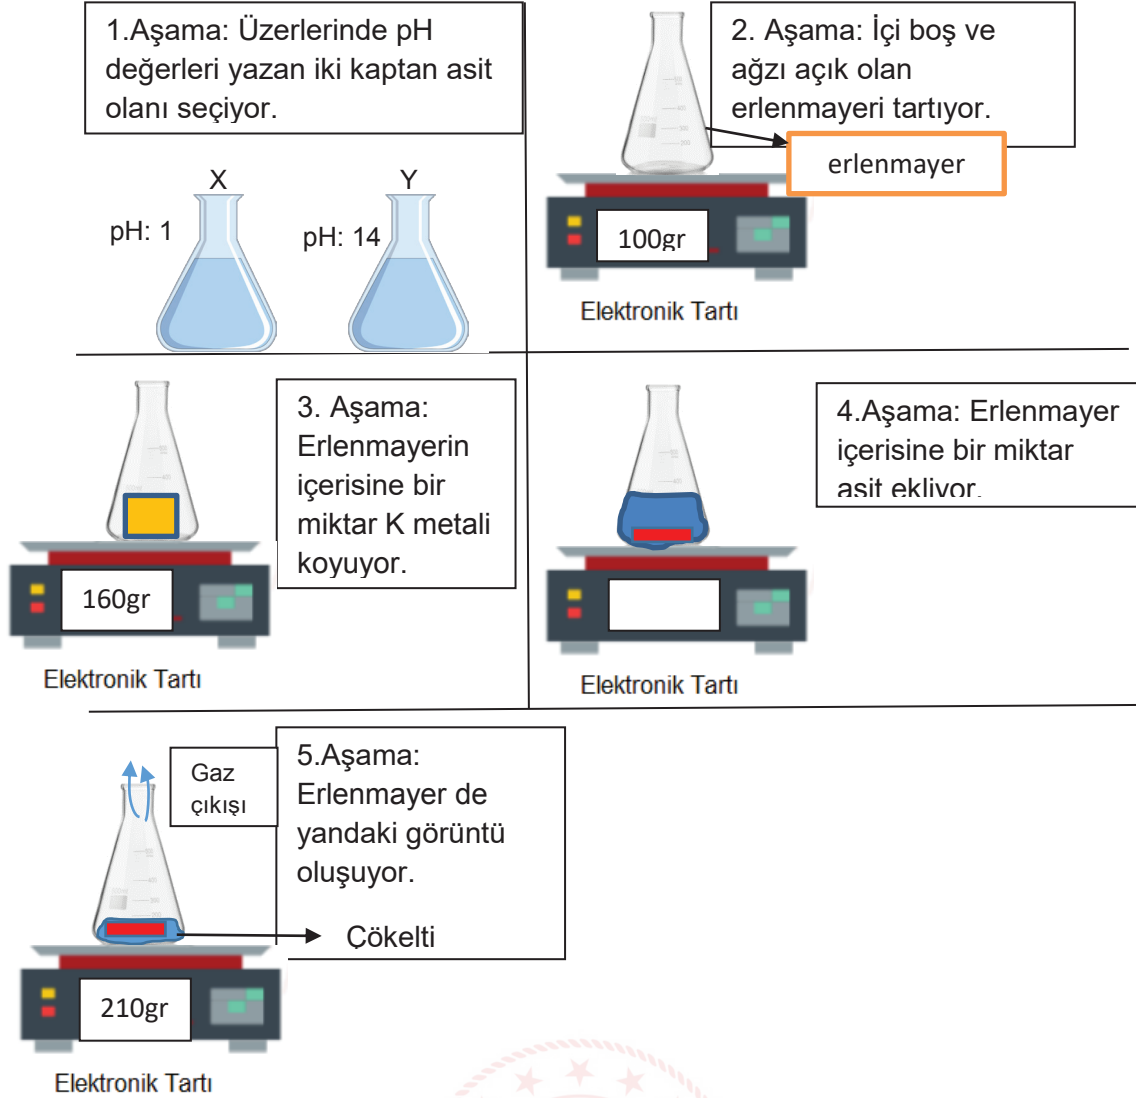 1.Aşama: Üzerlerinde pH
değerleri yazan iki kaptan asit
olanı seçiyor.
X
Y
pH: 1
pH: 14
2. Aşama: İçi boş ve
ağzı açık olan
erlenmayeri tartıyor.
erlenmayer
100gr
Elektronik Tartı
3. Aşama:
Erlenmayerin
içerisine bir
miktar K metali
koyuyor.
160gr
Elektronik Tartı
4.Aşama: Erlenmayer
içerisine bir miktar
asit ekliyor.
Elektronik Tartı
Gaz
çıkışı
5.Aşama:
Erlenmayer de
yandaki görüntü
oluşuyor.
Çökelti
210gr
Elektronik Tartı